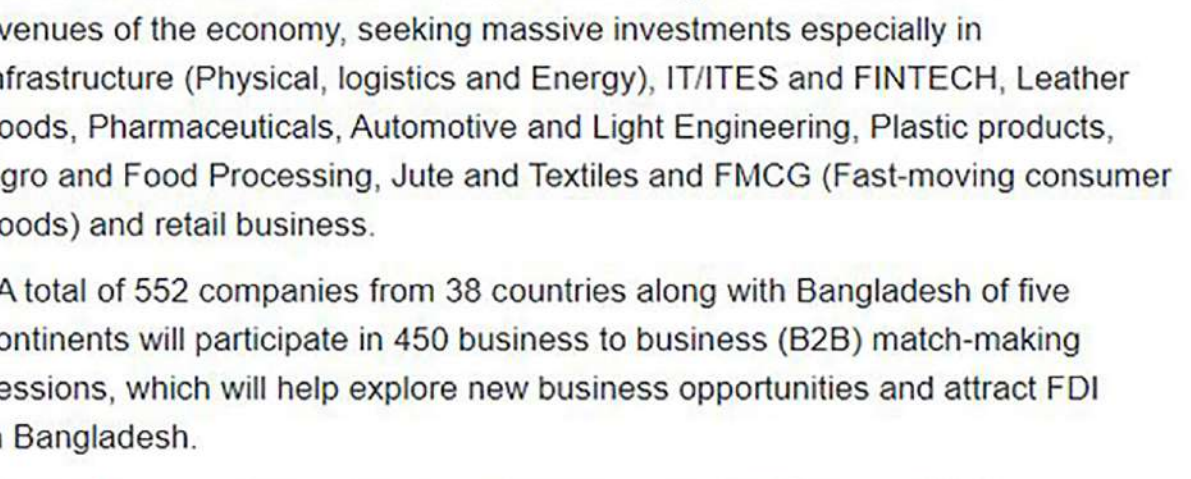 venues of the economy, seeking massive investments especially in
nfrastructure (Physical, logistics and Energy), IT/ITES and FINTECH, Leather
oods, Pharmaceuticals, Automotive and Light Engineering, Plastic products,
gro and Food Processing, Jute and Textiles and FMCG (Fast-moving consumer
oods) and retail business.
A total of 552 companies from 38 countries along with Bangladesh of five
ontinents will participate in 450 business to business (B2B) match-making
essions, which will help explore new business opportunities and attract FDI
Bangladesh.